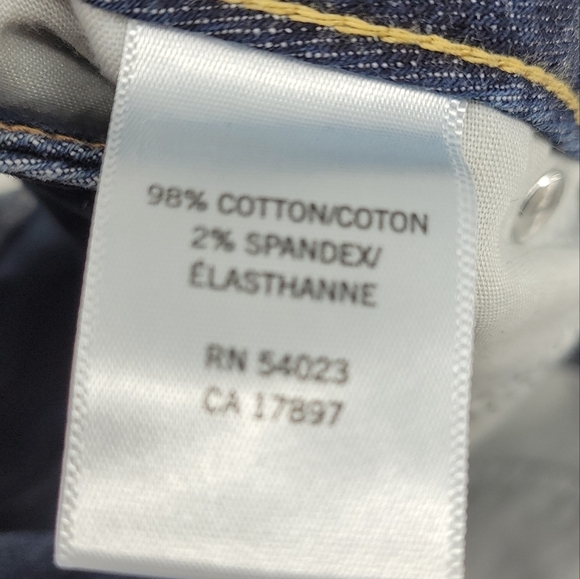 98% COTTON/COTON
2% SPANDEX/
ÉLASTHANNE
RN 54023
CA 17897